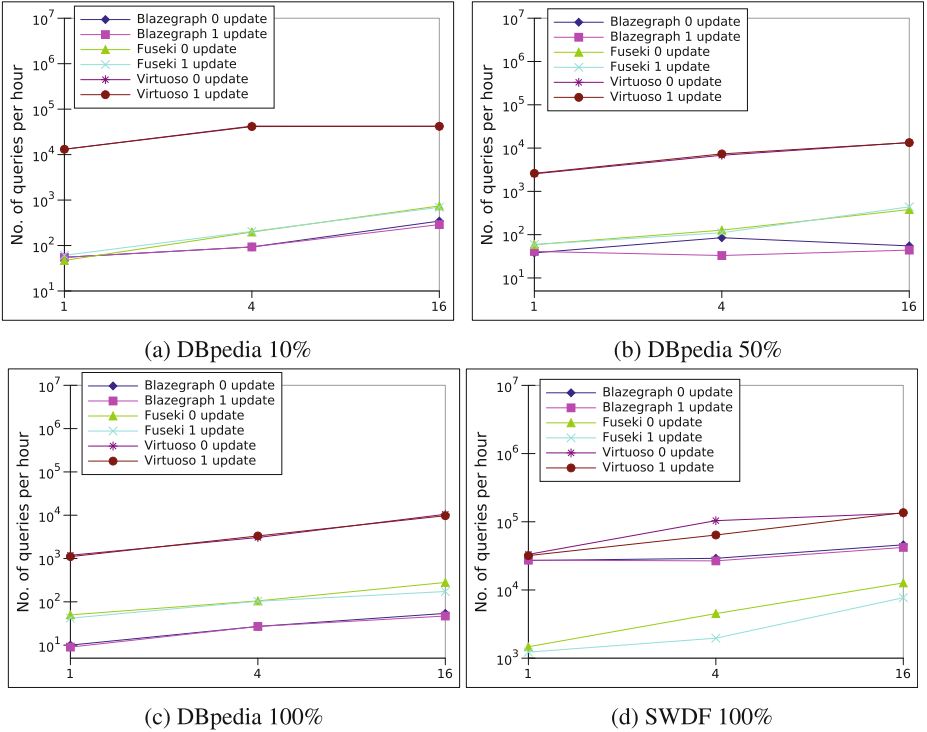 Blazegraph 0 update
Blazegraph 1 update
Fuseki 0 update
Fuseki 1 update
Virtuoso 0 update
Virtuoso 1 update
No. of queries per hour
10^7
10^6
10^5
10^4
10^3
10^2
10^1
1 4 16
(a) DBpedia 10%
Blazegraph 0 update
Blazegraph 1 update
Fuseki 0 update
Fuseki 1 update
Virtuoso 0 update
Virtuoso 1 update
No. of queries per hour
10^7
10^6
10^5
10^4
10^3
10^2
10^1
1 4 16
(b) DBpedia 50%
Blazegraph 0 update
Blazegraph 1 update
Fuseki 0 update
Fuseki 1 update
Virtuoso 0 update
Virtuoso 1 update
No. of queries per hour
10^7
10^6
10^5
10^4
10^3
10^2
10^1
1 4 16
(c) DBpedia 100%
Blazegraph 0 update
Blazegraph 1 update
Fuseki 0 update
Fuseki 1 update
Virtuoso 0 update
Virtuoso 1 update
No. of queries per hour
10^7
10^6
10^5
10^4
10^3
1 4 16
(d) SWDF 100%